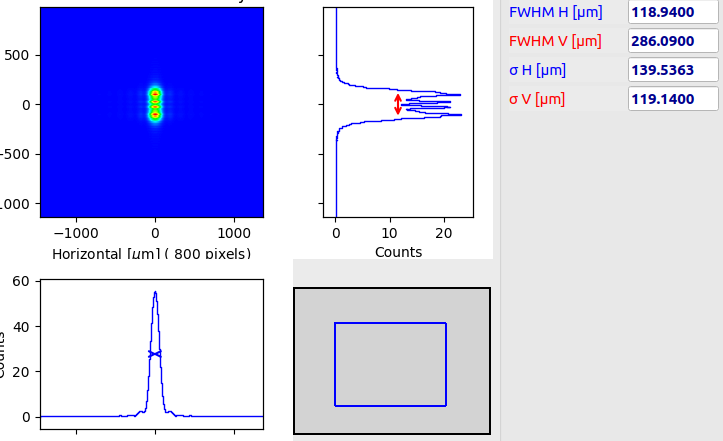 FWHM H [µm] 118.9400
FWHM V [µm] 286.0900
σ H [µm] 139.5363
σ V [µm] 119.1400
500
0
-500
1000
−1000 0 1000
Horizontal [μm] ( 800 pixels)
0 10 20
Counts
60
40
20
0
Counts